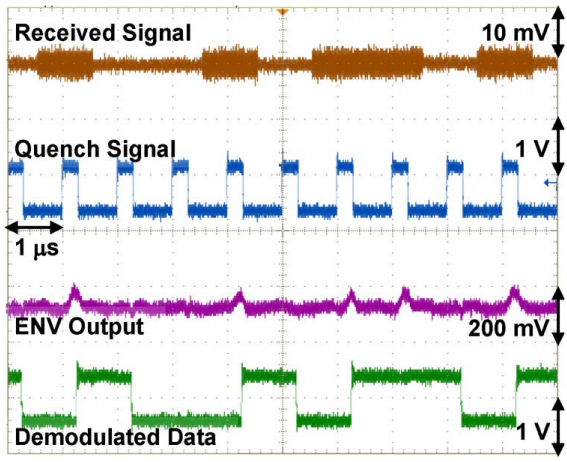 Received Signal
10 mV
Quench Signal
1 V
1 μs
ENV Output
200 mV
Demodulated Data
1 V